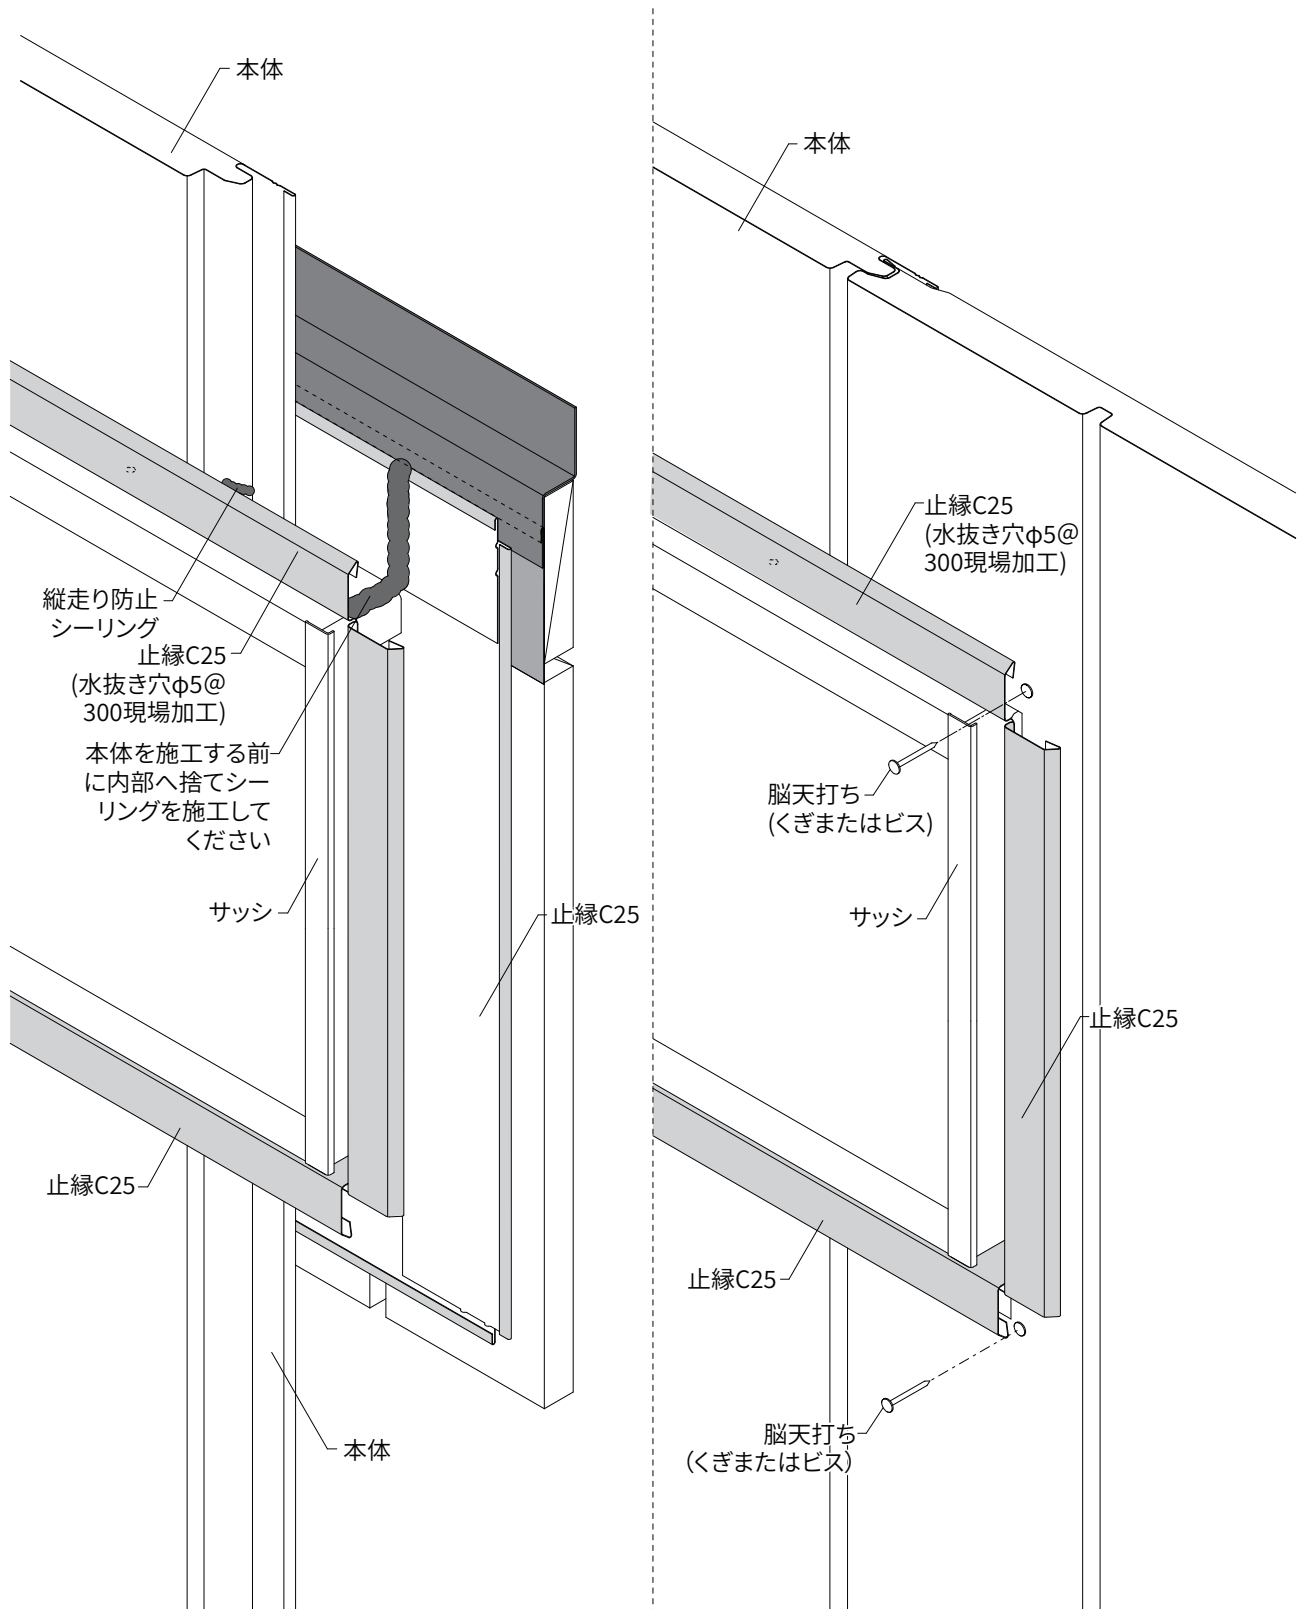 本体
縦走り防止
シーリング
止縁C25
(水抜き穴φ5@
300現場加工)
本体を施工する前
に内部へ捨てシー
リングを施工して
ください
サッシ
止縁C25
止縁C25
本体
本体
止縁C25
(水抜き穴φ5@
300現場加工)
脳天打ち
(くぎまたはビス)
サッシ
止縁C25
止縁C25
脳天打ち
(くぎまたはビス)